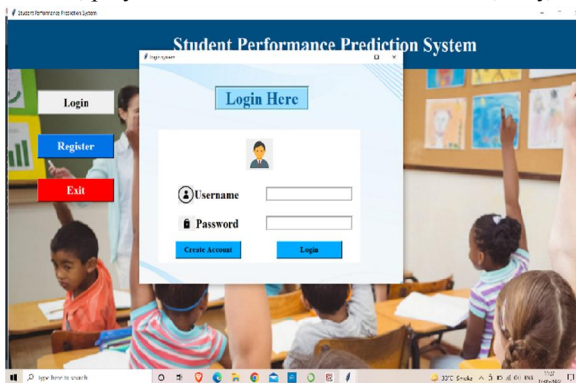 Student Performance Prediction System
Student Performance Prediction System
login system
Login Here
Login
Register
Exit
Username
Password
Create Account
Login
Type here to search
33°C Smoke
ENG